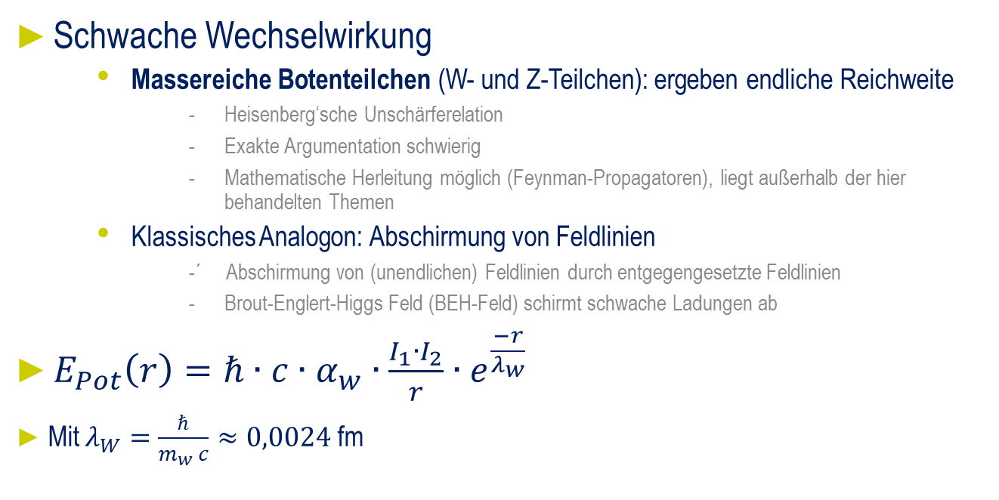 ► Schwache Wechselwirkung
• Massereiche Botenteilchen (W- und Z-Teilchen): ergeben endliche Reichweite
- Heisenberg‘sche Unschärferelation
- Exakte Argumentation schwierig
- Mathematische Herleitung möglich (Feynman-Propagatoren), liegt außerhalb der hier
behandelten Themen
• Klassisches Analogon: Abschirmung von Feldlinien
-´ Abschirmung von (unendlichen) Feldlinien durch entgegengesetzte Feldlinien
- Brout-Englert-Higgs Feld (BEH-Feld) schirmt schwache Ladungen ab
► $E_{Pot}(r) = \hbar \cdot c \cdot \alpha_w \cdot \frac{I_1 \cdot I_2}{r} \cdot e^{\frac{-r}{\lambda_W}}$
► Mit $\lambda_W = \frac{\hbar}{m_W \, c} \approx 0,0024$ fm